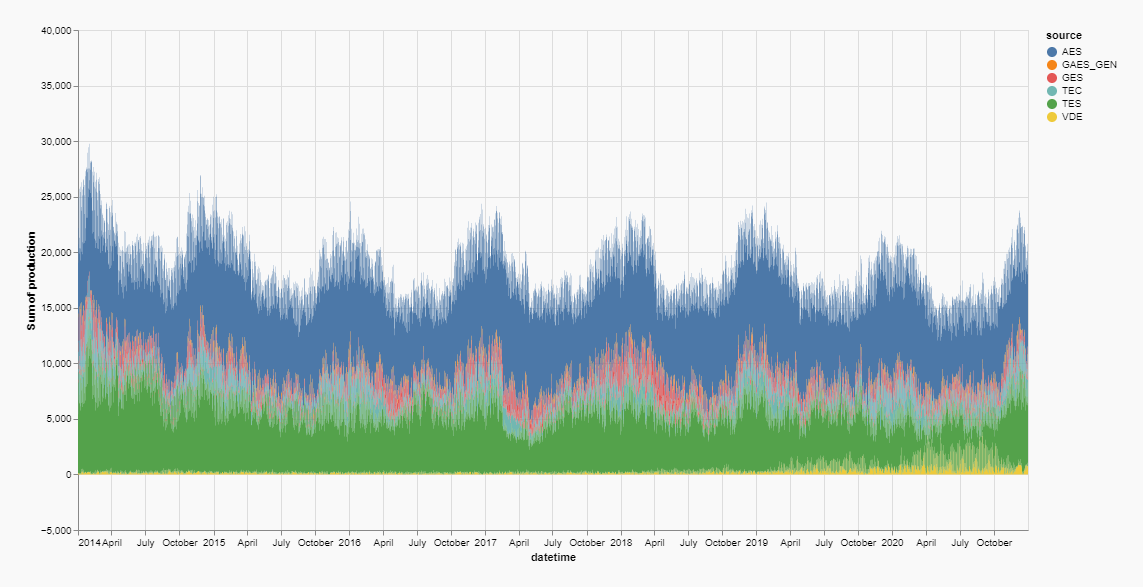 source
AES
GAES_GEN
GES
TEC
TES
VDE
Sum of production
40,000
35,000
30,000
25,000
20,000
15,000
10,000
5,000
0
−5,000
2014 April July October 2015 April July October 2016 April July October 2017 April July October 2018 April July October 2019 April July October 2020 April July October
datetime